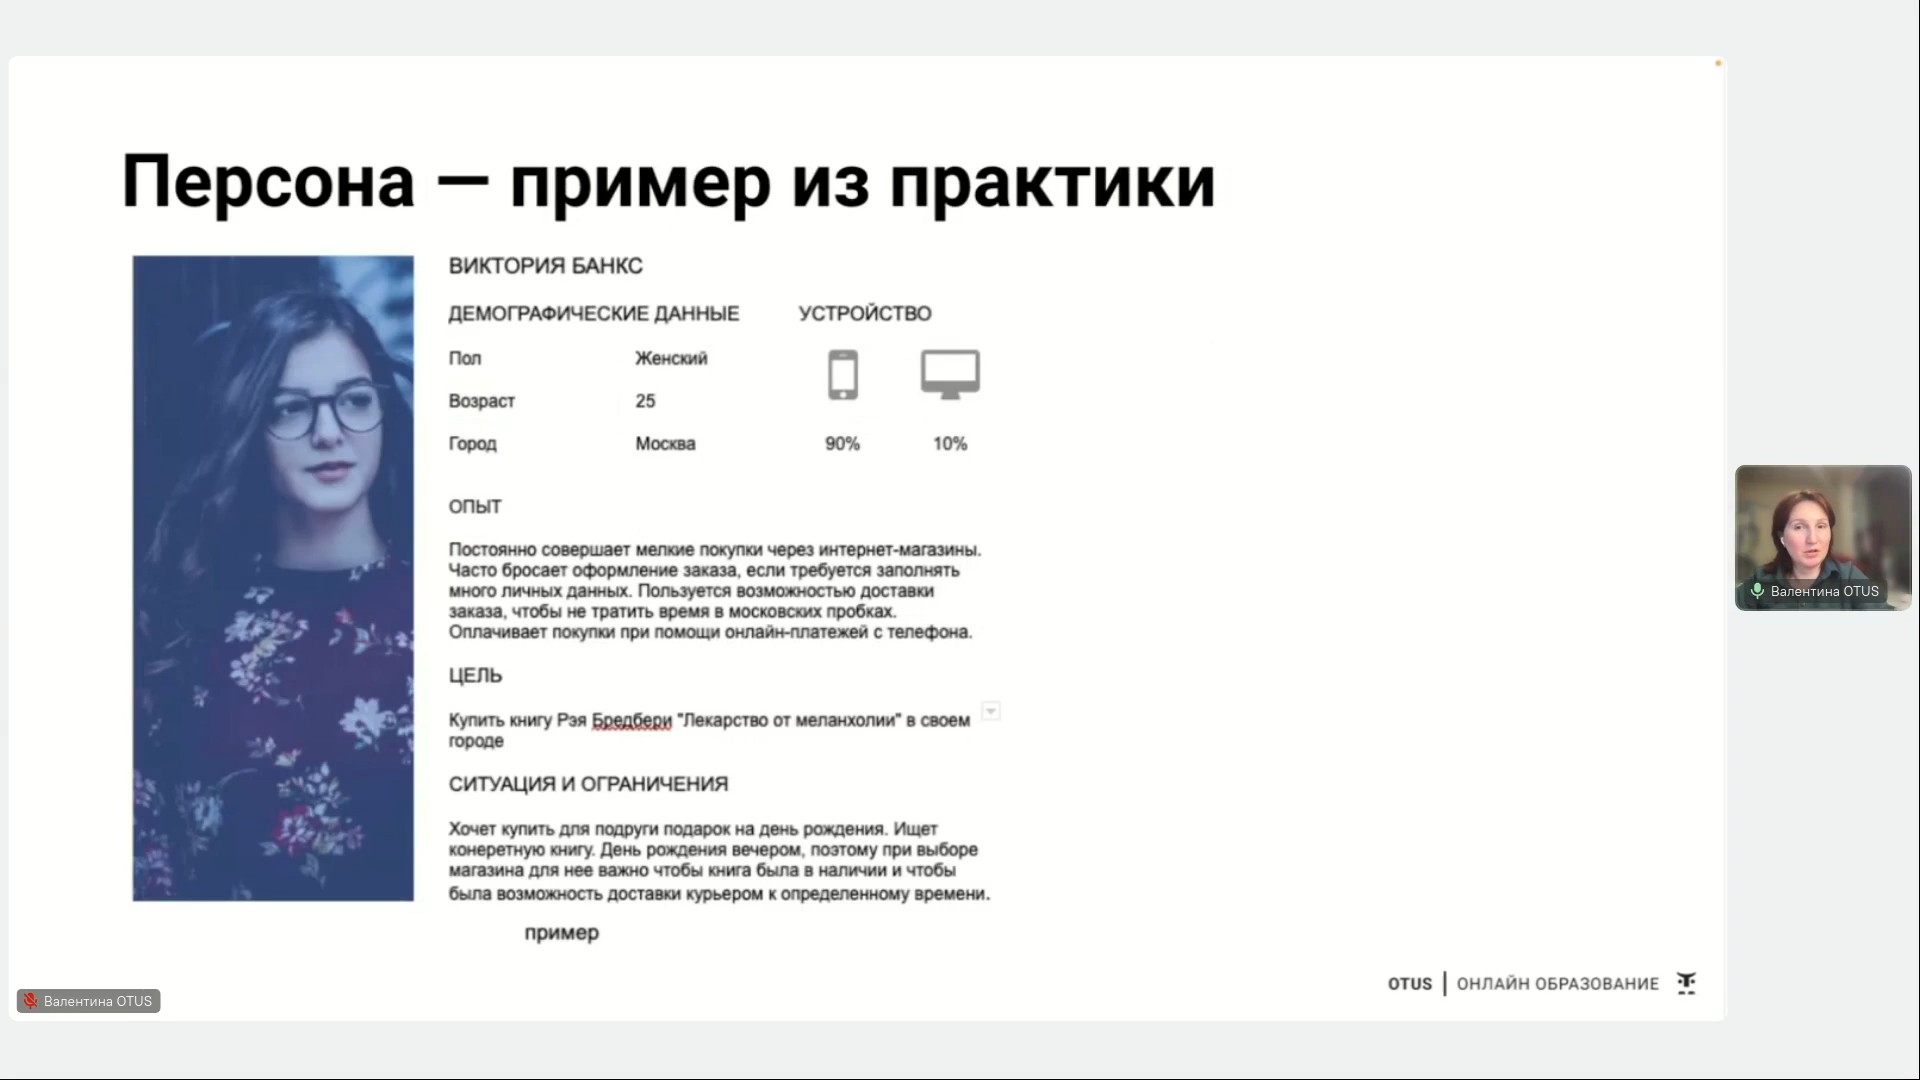 Персона — пример из практики
ВИКТОРИЯ БАНКС
ДЕМОГРАФИЧЕСКИЕ ДАННЫЕ УСТРОЙСТВО
Пол Женский
Возраст 25
Город Москва 90% 10%
ОПЫТ
Постоянно совершает мелкие покупки через интернет-магазины.
Часто бросает оформление заказа, если требуется заполнять
много личных данных. Пользуется возможностью доставки
заказа, чтобы не тратить время в московских пробках.
Оплачивает покупки при помощи онлайн-платежей с телефона.
ЦЕЛЬ
Купить книгу Рэя Бредбери "Лекарство от меланхолии" в своем
городе
СИТУАЦИЯ И ОГРАНИЧЕНИЯ
Хочет купить для подруги подарок на день рождения. Ищет
конеретную книгу. День рождения вечером, поэтому при выборе
магазина для нее важно чтобы книга была в наличии и чтобы
была возможность доставки курьером к определенному времени.
пример
OTUS | ОНЛАЙН ОБРАЗОВАНИЕ
Валентина OTUS
Валентина OTUS